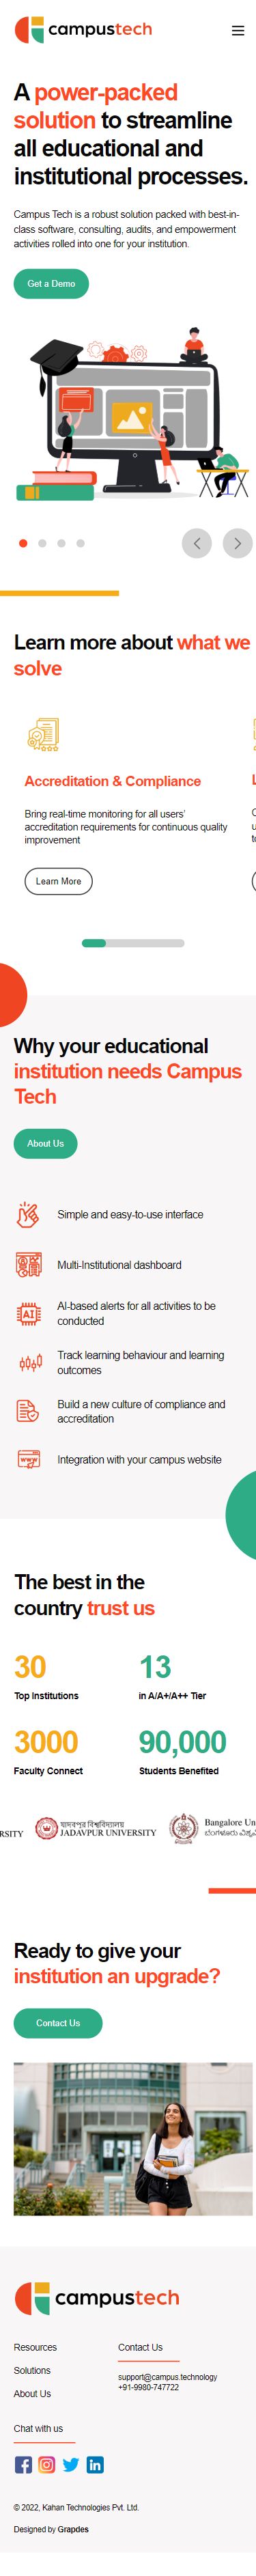 campustech
A power-packed
solution to streamline
all educational and
institutional processes.
Campus Tech is a robust solution packed with best-in-
class software, consulting, audits, and empowerment
activities rolled into one for your institution.
Get a Demo
Learn more about what we
solve
Accreditation & Compliance
Bring real-time monitoring for all users'
accreditation requirements for continuous quality
improvement
Learn More
Why your educational
institution needs Campus
Tech
About Us
Simple and easy-to-use interface
Multi-Institutional dashboard
AI
AI-based alerts for all activities to be
conducted
Track learning behaviour and learning
outcomes
Build a new culture of compliance and
accreditation
WWW
Integration with your campus website
The best in the
country trust us
30
13
Top Institutions
in A/A+/A++ Tier
3000
90,000
Faculty Connect
Students Benefited
RSITY
যাদবপুর বিশ্ববিদ্যালয়
JADAVPUR UNIVERSITY
Bangalore Un
ಬೆಂಗಳೂರು
Ready to give your
institution an upgrade?
Contact Us
campustech
Resources
Contact Us
Solutions
support@campus.technology
+91-9980-747722
About Us
Chat with us
© 2022, Kahan Technologies Pvt. Ltd.
Designed by Grapdes